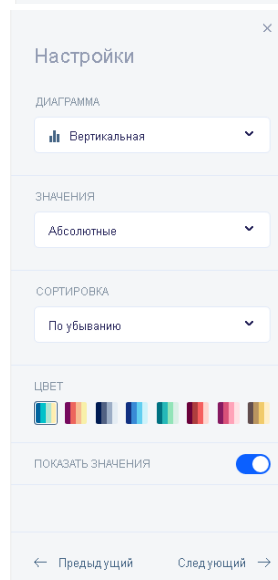 Настройки
ДИАГРАММА
Вертикальная
ЗНАЧЕНИЯ
Абсолютные
СОРТИРОВКА
По убыванию
ЦВЕТ
ПОКАЗАТЬ ЗНАЧЕНИЯ
← Предыдущий Следующий →